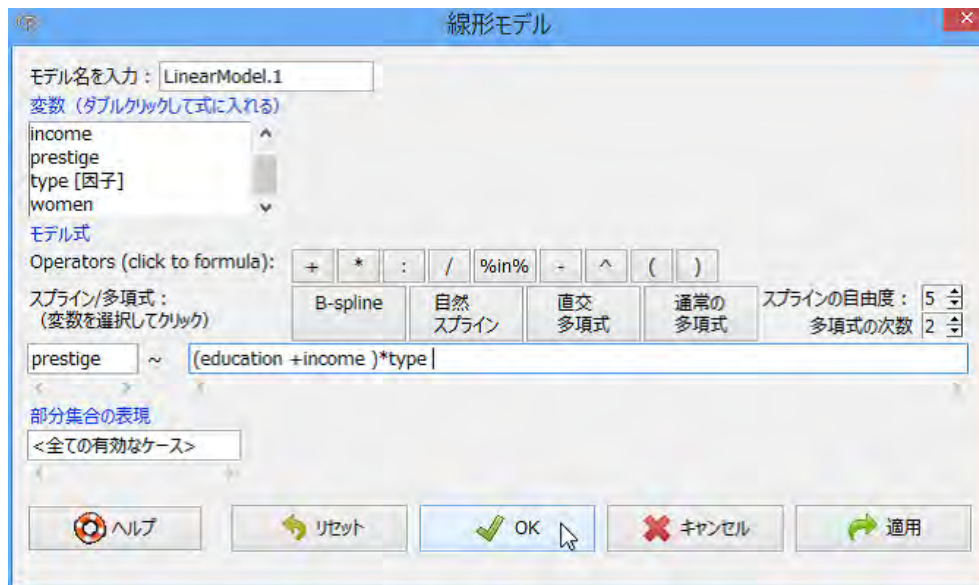 線形モデル
モデル名を入力： LinearModel.1
変数（ダブルクリックして式に入れる）
income
prestige
type [因子]
women
モデル式
Operators (click to formula): + * : / %in% - ^ ( )
スプライン/多項式：
（変数を選択してクリック）
B-spline
自然
スプライン
直交
多項式
通常の
多項式
スプラインの自由度： 5
多項式の次数 2
prestige ~ (education +income )*type
部分集合の表現
<全ての有効なケース>
ヘルプ リセット OK キャンセル 適用